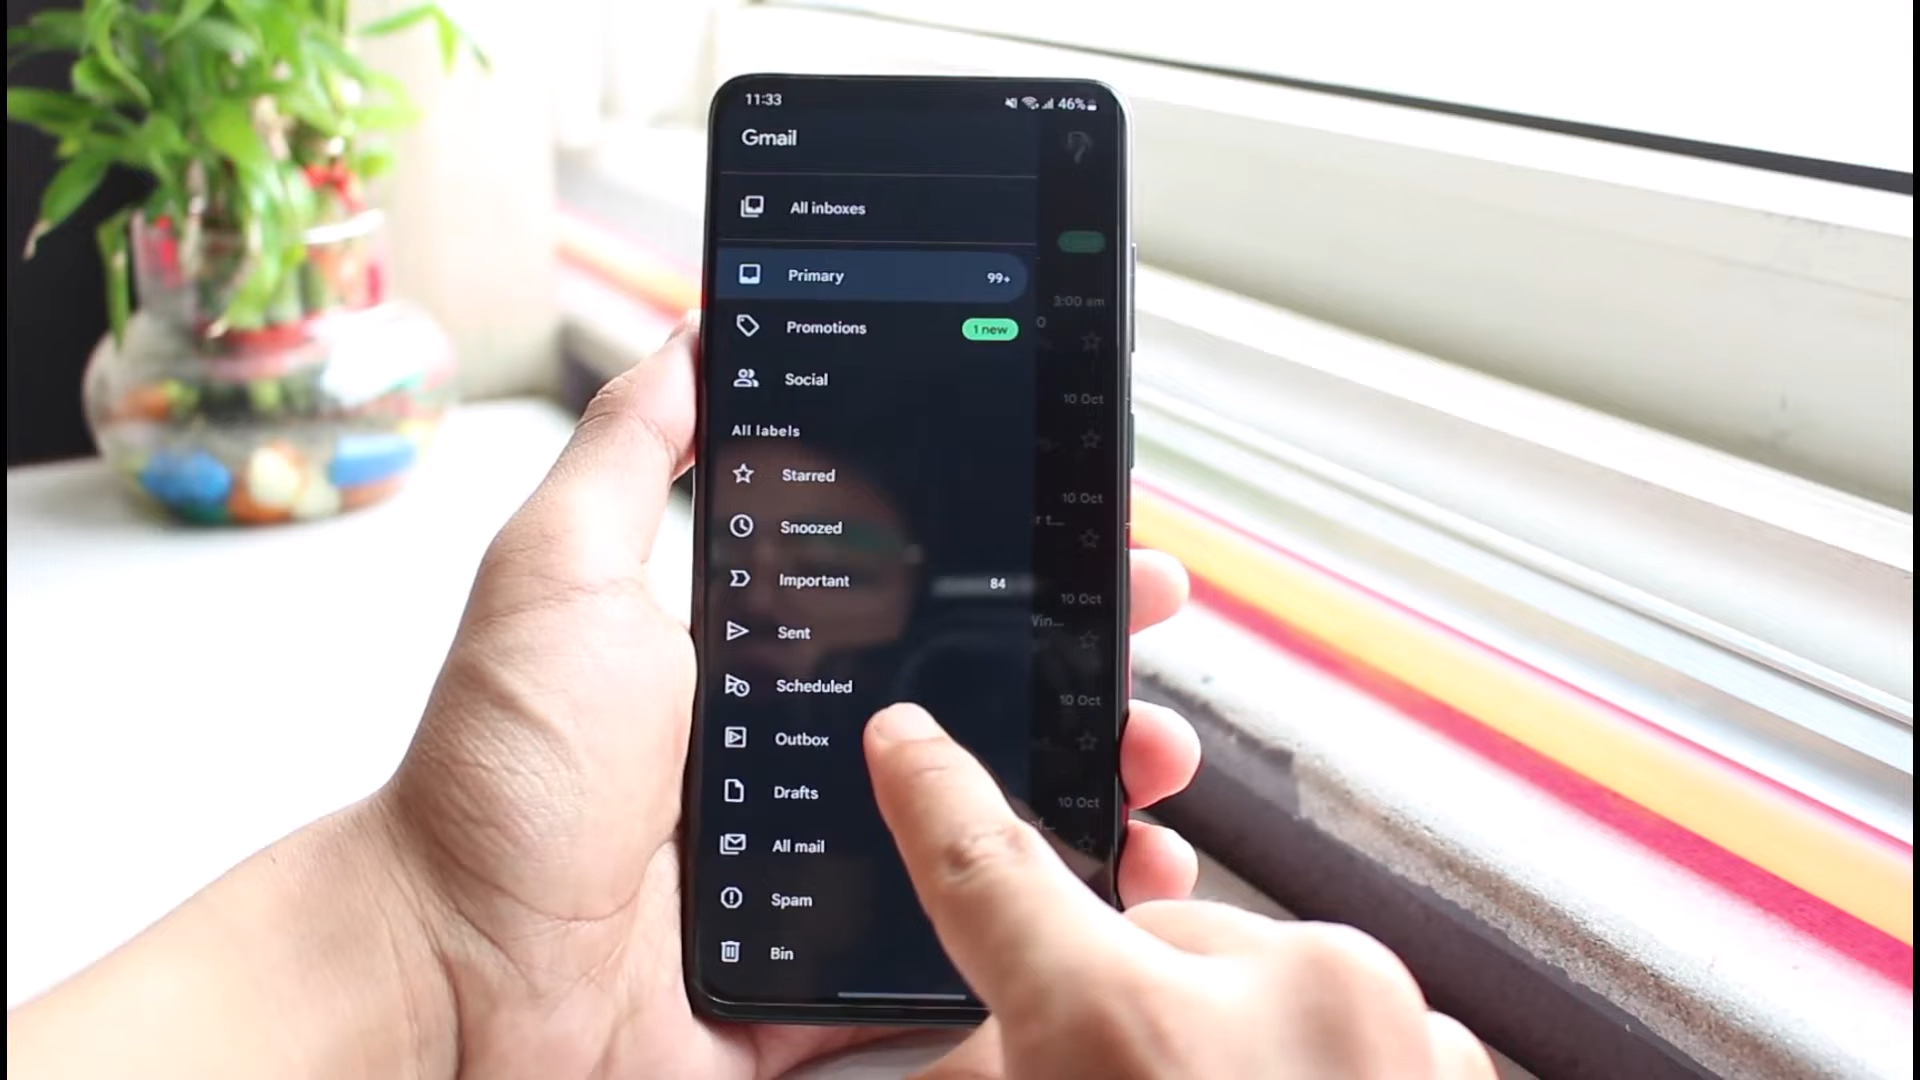 11:33
46%
Gmail
All inboxes
Primary 99+
3:00 am
Promotions 1 new
Social
10 Oct
All labels
Starred
10 Oct
Snoozed
Important 84
10 Oct
Win...
Sent
Scheduled
10 Oct
Outbox
Drafts
10 Oct
All mail
Spam
Bin